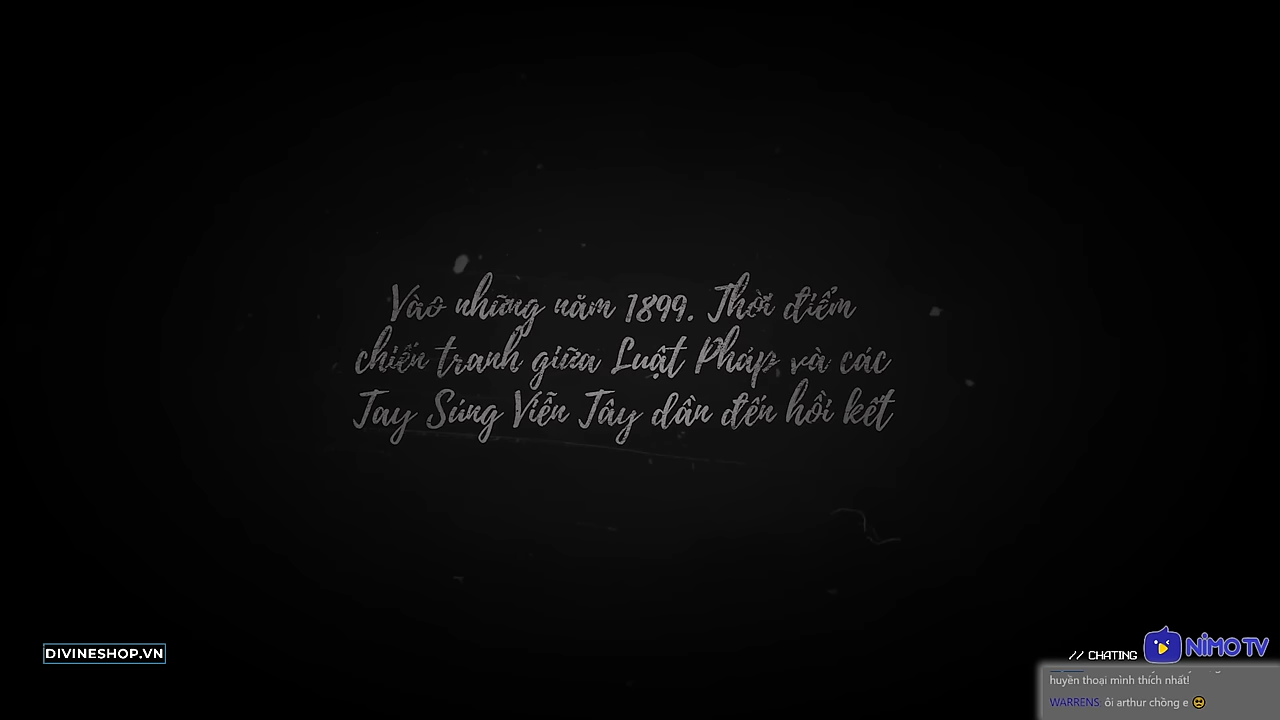 Vào những năm 1899. Thời điểm
chiến tranh giữa Luật Pháp và các
Tay Súng Viễn Tây dần đến hồi kết
DIVINESHOP.VN
// CHATING
NIMO TV
huyền thoại mình thích nhất!
WARRENS ôi arthur chồng e